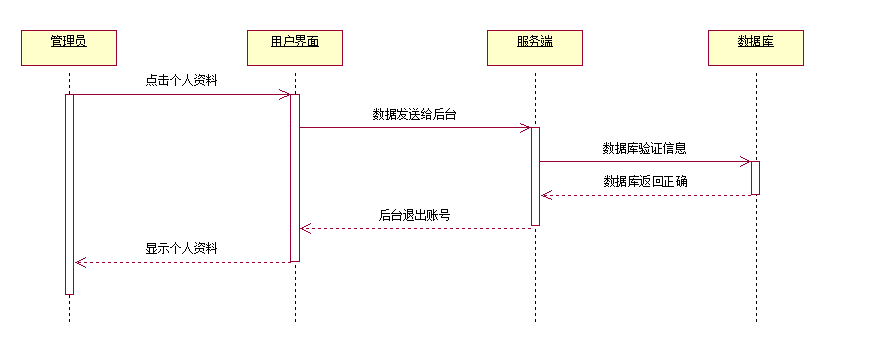 管理员
用户界面
服务端
数据库
点击个人资料
数据发送给后台
数据库验证信息
数据库返回正确
后台退出账号
显示个人资料